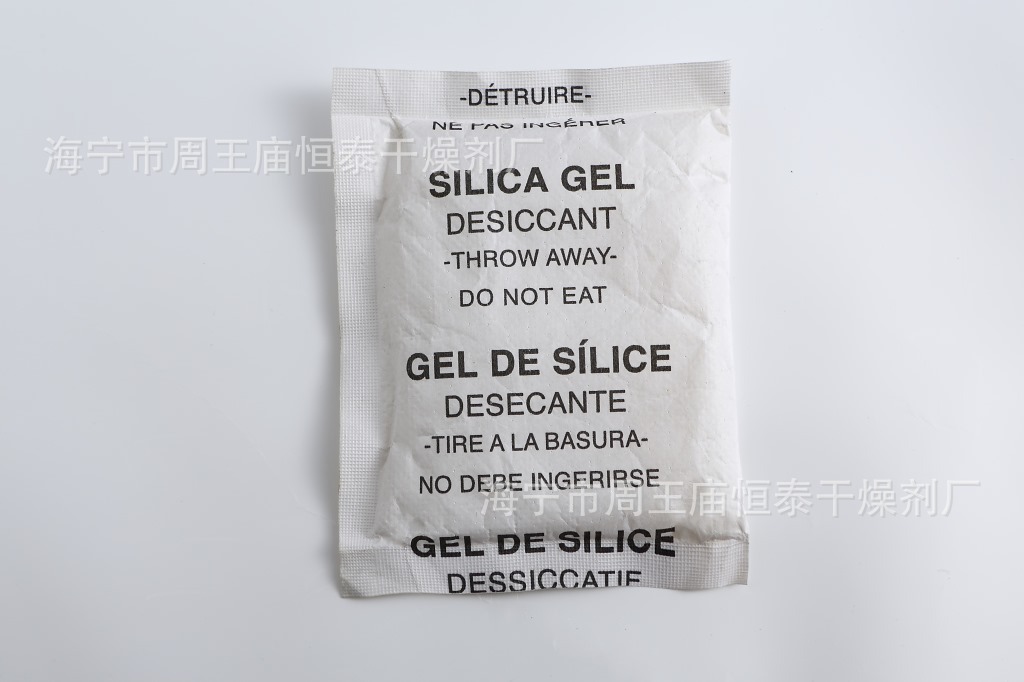 -DÉTRUIRE-
NE PAS INGÉRER
海宁市周王庙恒泰干燥剂厂
SILICA GEL
DESICCANT
-THROW AWAY-
DO NOT EAT
GEL DE SÍLICE
DESECANTE
-TIRE A LA BASURA-
NO DEBE INGERIRSE
海宁市周王庙恒泰干燥剂厂
GEL DE SILICE
DESSICCATIF